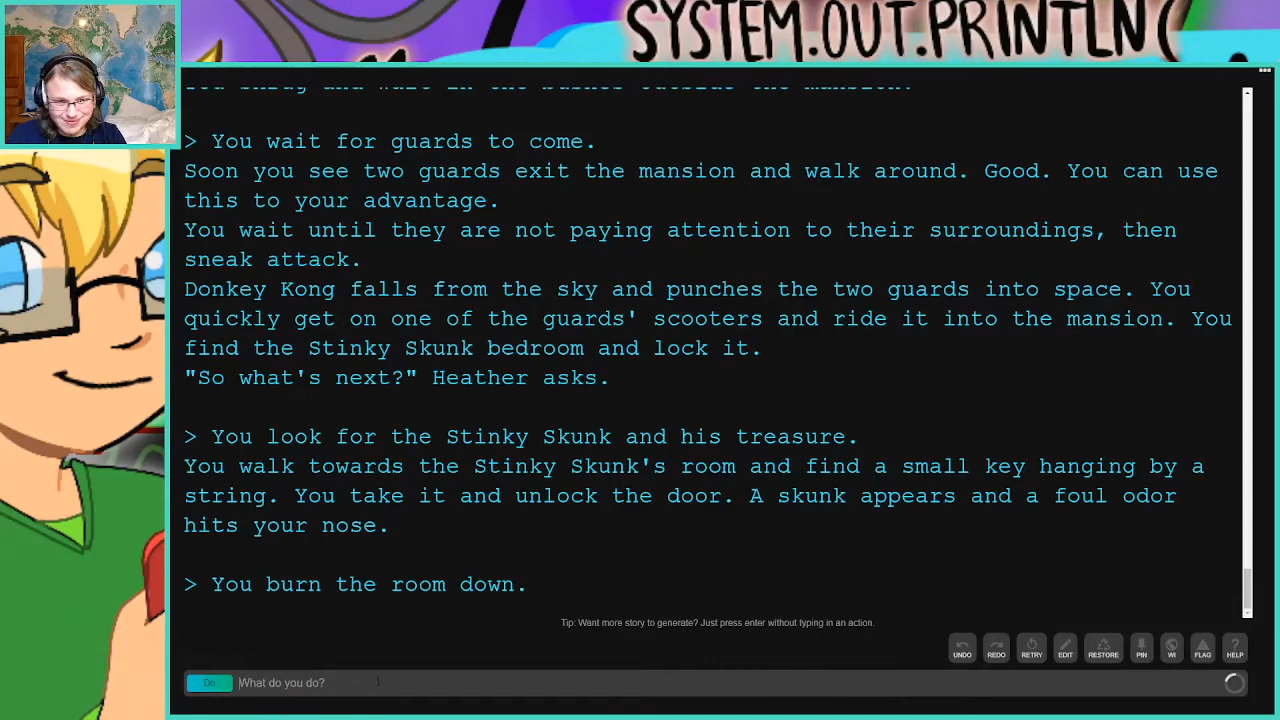 SYSTEM.OUT.PRINTLN(
> You wait for guards to come.
Soon you see two guards exit the mansion and walk around. Good. You can use
this to your advantage.
You wait until they are not paying attention to their surroundings, then
sneak attack.
Donkey Kong falls from the sky and punches the two guards into space. You
quickly get on one of the guards' scooters and ride it into the mansion. You
find the Stinky Skunk bedroom and lock it.
"So what's next?" Heather asks.
> You look for the Stinky Skunk and his treasure.
You walk towards the Stinky Skunk's room and find a small key hanging by a
string. You take it and unlock the door. A skunk appears and a foul odor
hits your nose.
> You burn the room down.
Tip: Want more story to generate? Just press enter without typing in an action.
UNDO REDO RETRY EDIT RESTORE PIN WI FLAG HELP
Do What do you do?